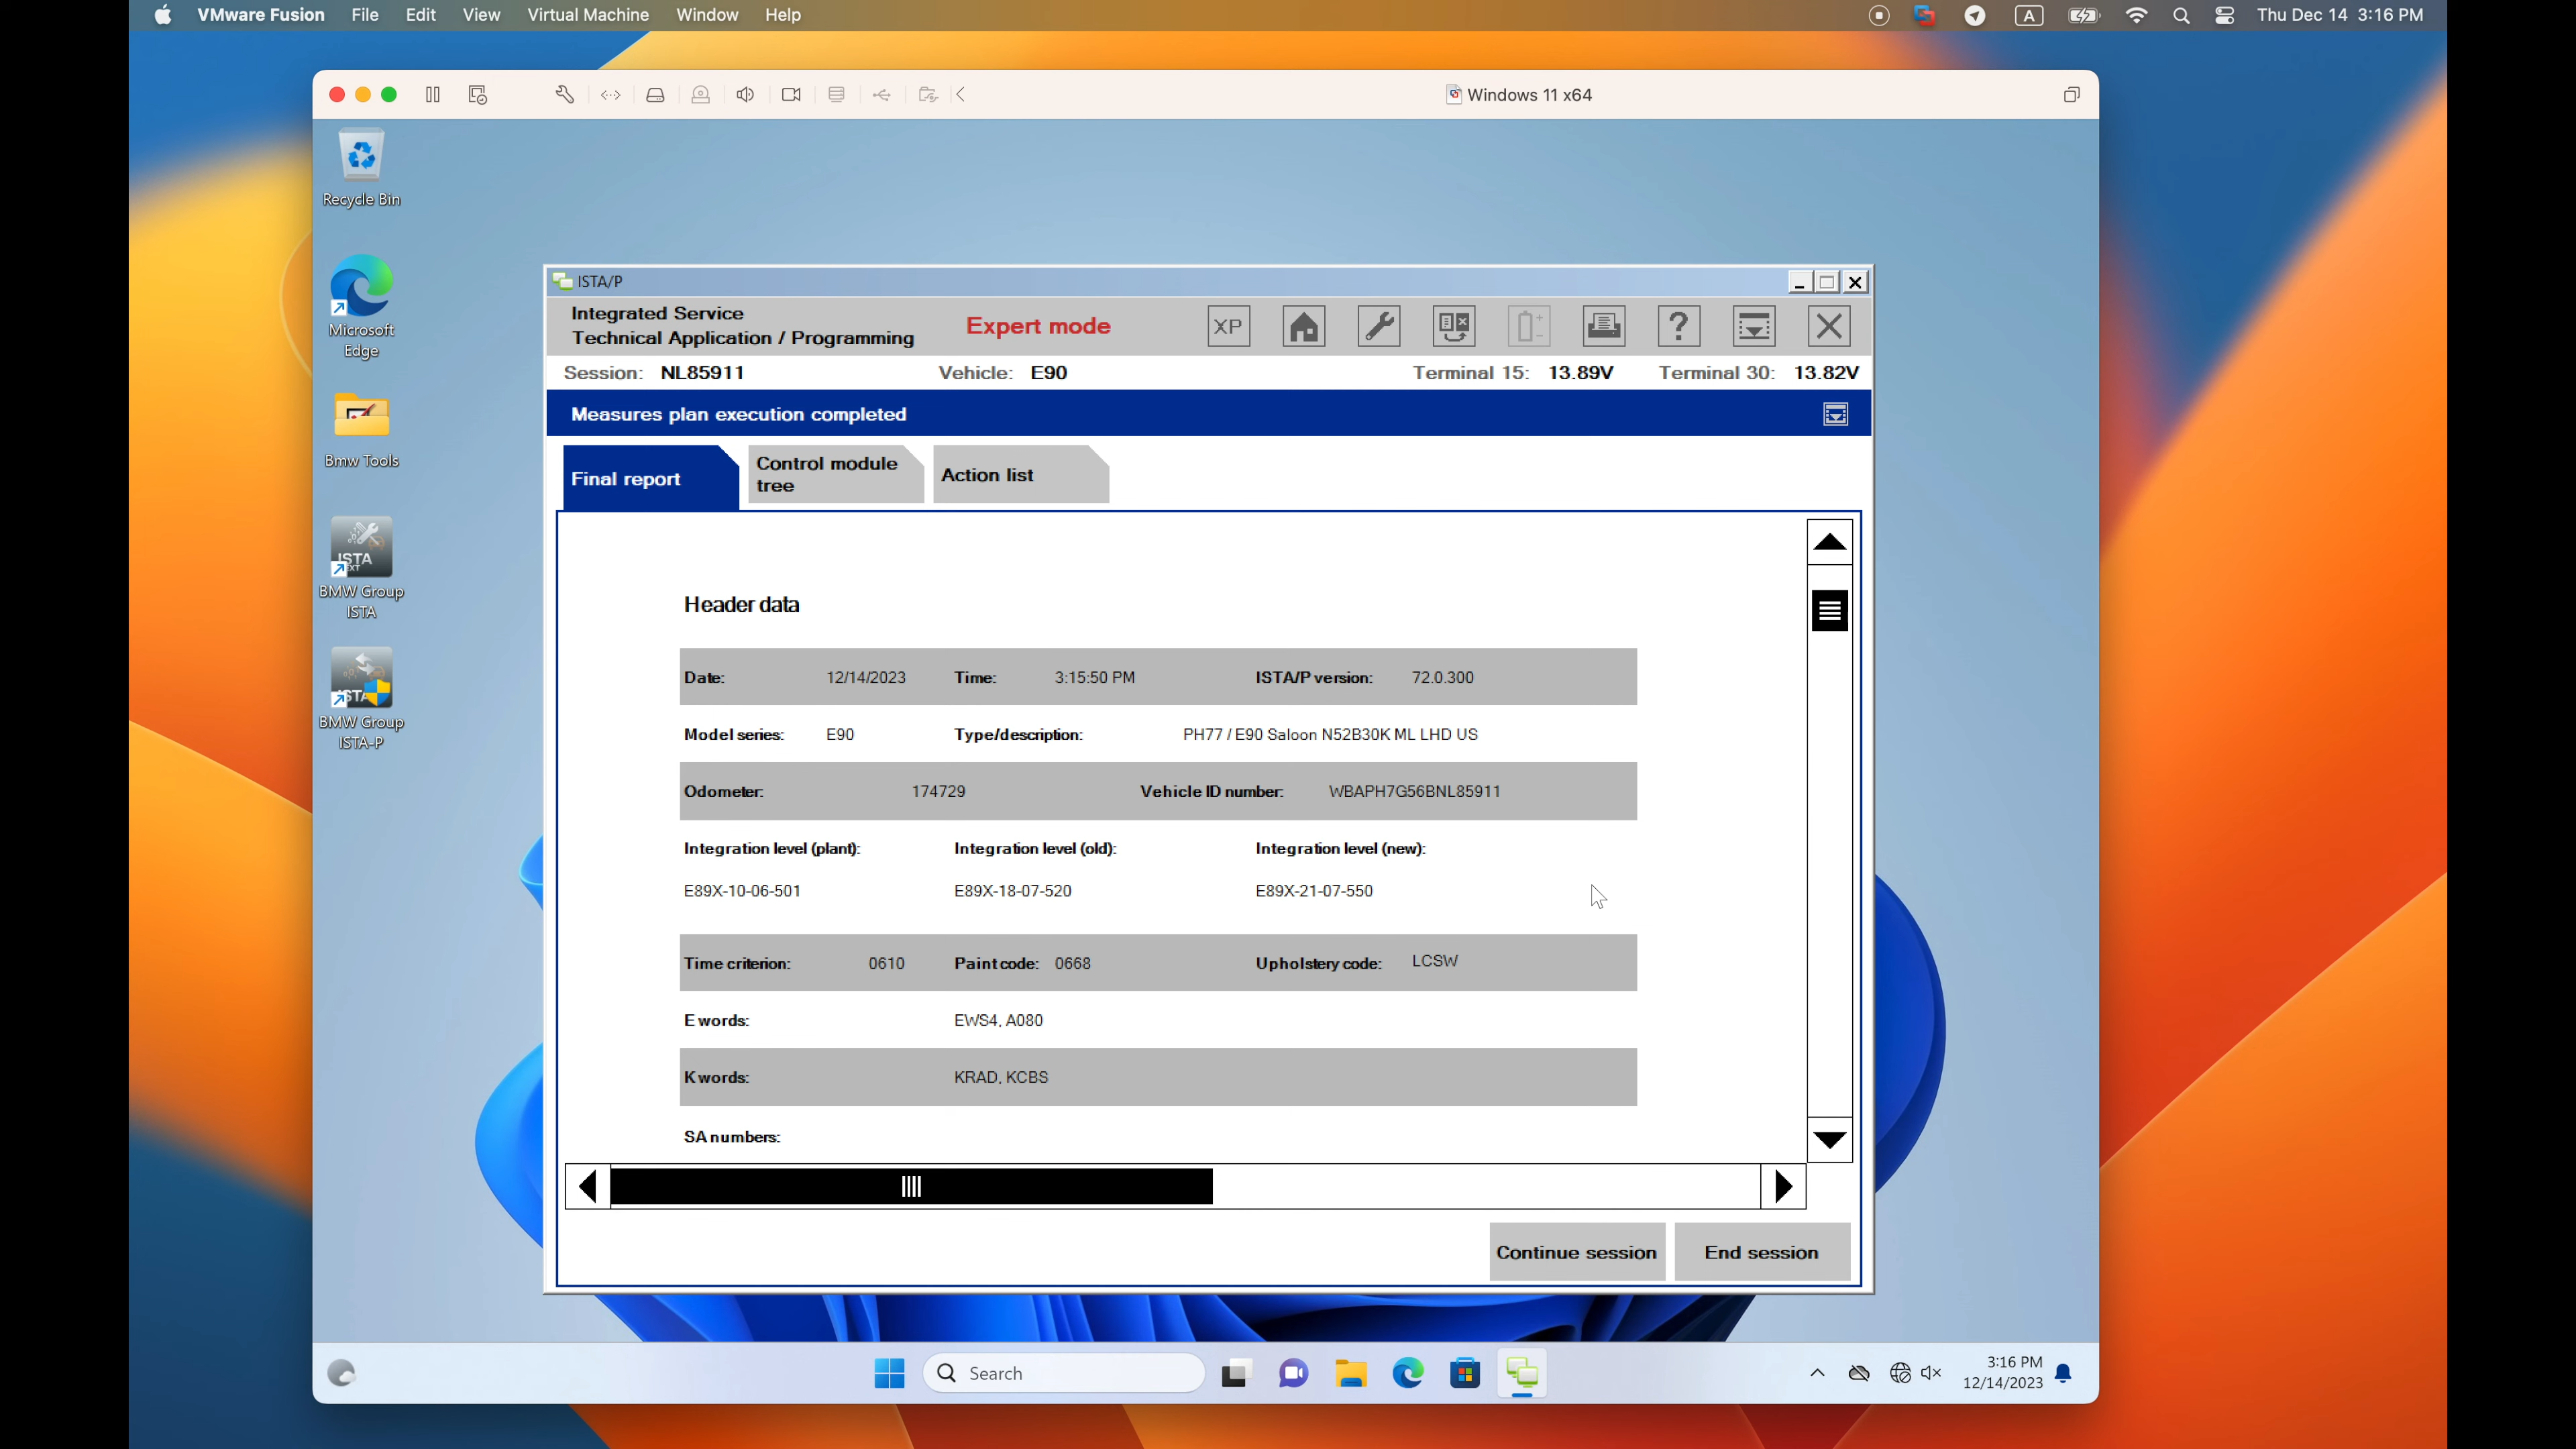 VMware Fusion File Edit View Virtual Machine Window Help A Thu Dec 14 3:16 PM
Windows 11 x64
Recycle Bin
Microsoft
Edge
Bmw Tools
ISTA
BMW Group
ISTA
BMW Group
ISTA-P
ISTA/P
Integrated Service
Technical Application / Programming
Expert mode
XP
?
Session: NL85911 Vehicle: E90 Terminal 15: 13.89V Terminal 30: 13.82V
Measures plan execution completed
Final report
Control module
tree
Action list
Header data
Date: 12/14/2023 Time: 3:15:50 PM ISTA/P version: 72.0.300
Model series: E90 Type/description: PH77 / E90 Saloon N52B30K ML LHD US
Odometer: 174729 Vehicle ID number: WBAPH7G56BNL85911
Integration level (plant): Integration level (old): Integration level (new):
E89X-10-06-501 E89X-18-07-520 E89X-21-07-550
Time criterion: 0610 Paint code: 0668 Upholstery code: LCSW
E words: EWS4, A080
K words: KRAD, KCBS
SA numbers:
Continue session End session
Search
3:16 PM
12/14/2023